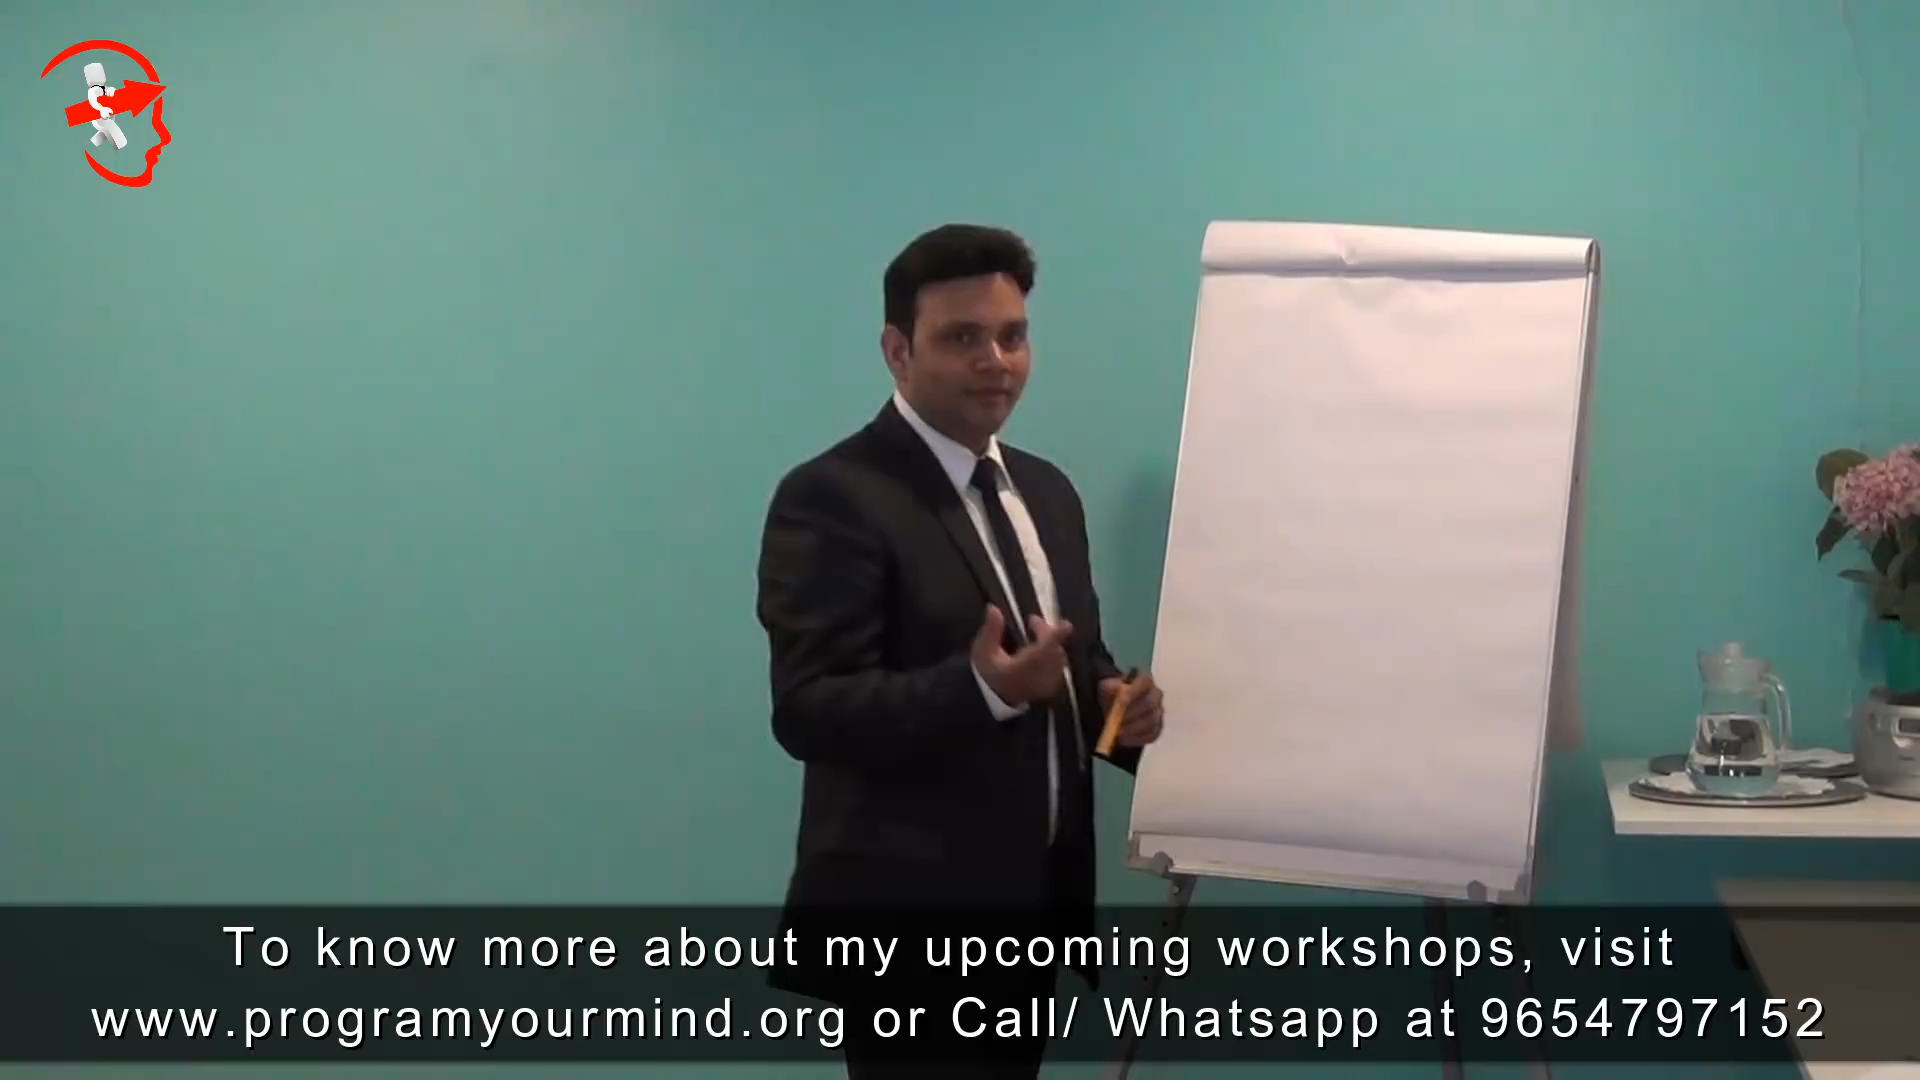 To know more about my upcoming workshops, visit
www.programyourmind.org or Call/ Whatsapp at 9654797152